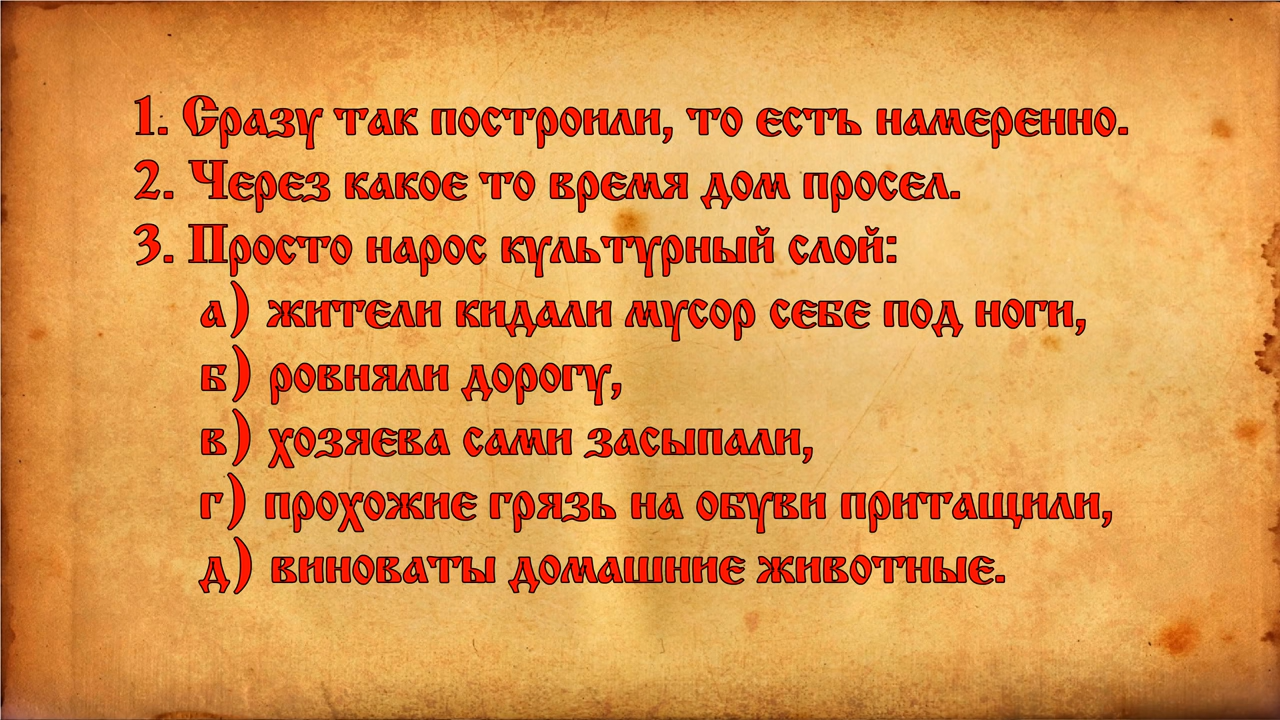 1. Сразу так построили, то есть намеренно.
2. Через какое то время дом просел.
3. Просто нарос культурный слой:
а) жители кидали мусор себе под ноги,
б) ровняли дорогу,
в) хозяева сами засыпали,
г) прохожие грязь на обуви притащили,
д) виноваты домашние животные.